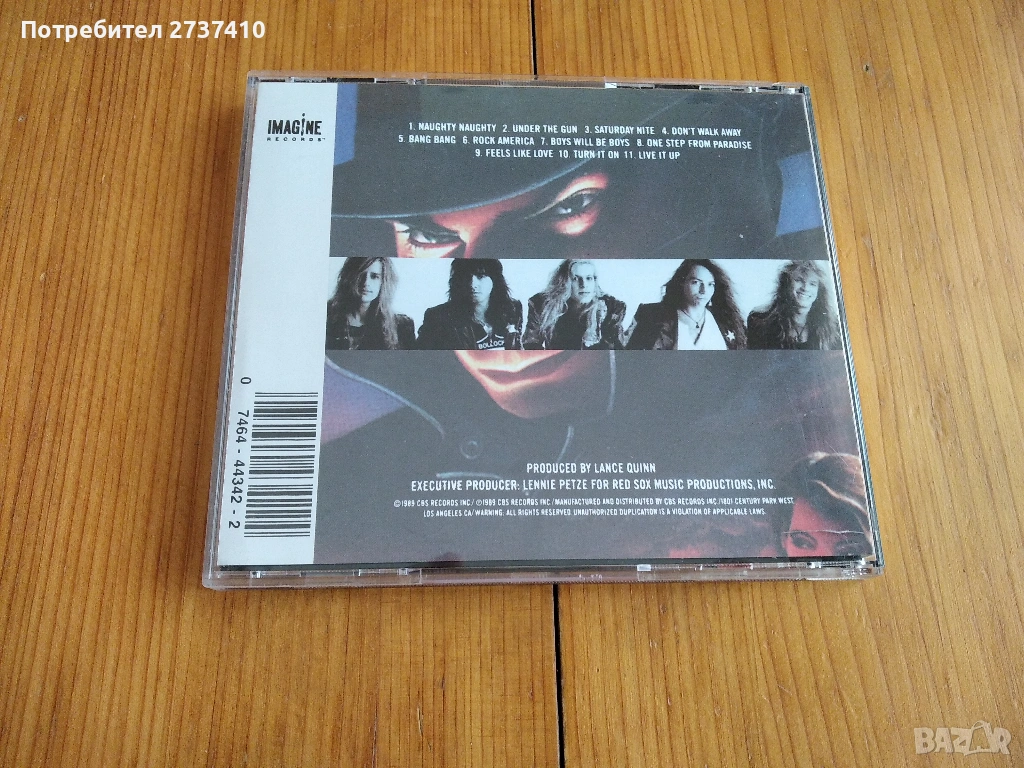 Потребител 2737410
IMAGINE
RECORDS™
1. NAUGHTY NAUGHTY 2. UNDER THE GUN 3. SATURDAY NITE 4. DON'T WALK AWAY
5. BANG BANG 6. ROCK AMERICA 7. BOYS WILL BE BOYS 8. ONE STEP FROM PARADISE
9. FEELS LIKE LOVE 10. TURN IT ON 11. LIVE IT UP
BOLLOCK
0 7464-44342-2
PRODUCED BY LANCE QUINN
EXECUTIVE PRODUCER: LENNIE PETZE FOR RED SOX MUSIC PRODUCTIONS, INC.
©1989 CBS RECORDS INC/℗1989 CBS RECORDS INC/MANUFACTURED AND DISTRIBUTED BY CBS RECORDS INC/1801 CENTURY PARK WEST,
LOS ANGELES CA/WARNING. ALL RIGHTS RESERVED. UNAUTHORIZED DUPLICATION IS A VIOLATION OF APPLICABLE LAWS.
BAZAR